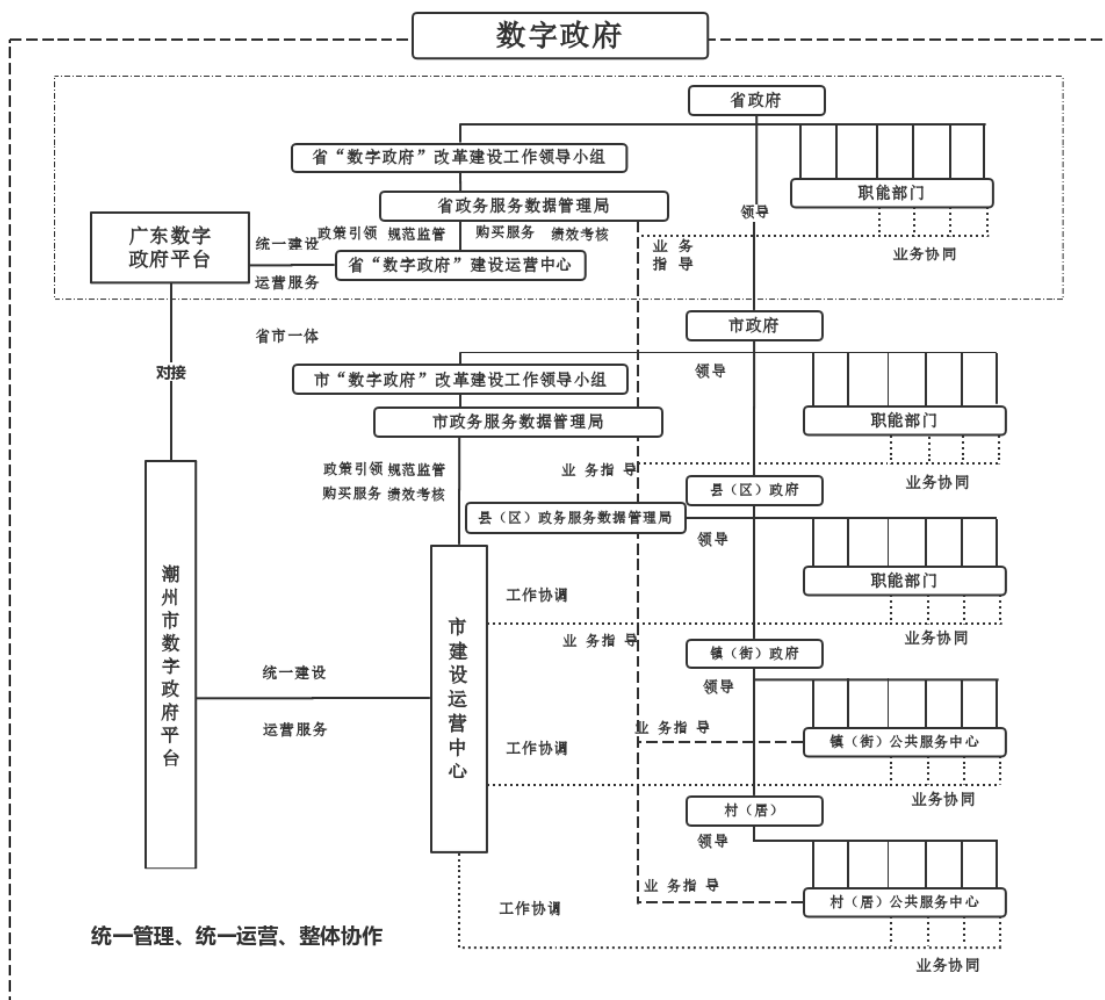 数字政府
省政府
省“数字政府”改革建设工作领导小组
职能部门
省政务服务数据管理局
领导
广东数字
政府平台
统一建设
政策引领 规范监管
购买服务 绩效考核
业 务
指 导
业务协同
省“数字政府”建设运营中心
运营服务
市政府
省市一体
对接
领导
市“数字政府”改革建设工作领导小组
职能部门
市政务服务数据管理局
政策引领 规范监管
业 务指 导
业务协同
购买服务 绩效考核
县（区）政府
县（区）政务服务数据管理局
领导
职能部门
潮州市数字政府平台
工作协调
市建设运营中心
业 务指 导
业务协同
镇（街）政府
统一建设
领导
运营服务
业 务指 导
镇（街）公共服务中心
工作协调
业务协同
村（居）
领导
业 务指 导
村（居）公共服务中心
工作协调
统一管理、统一运营、整体协作
业务协同